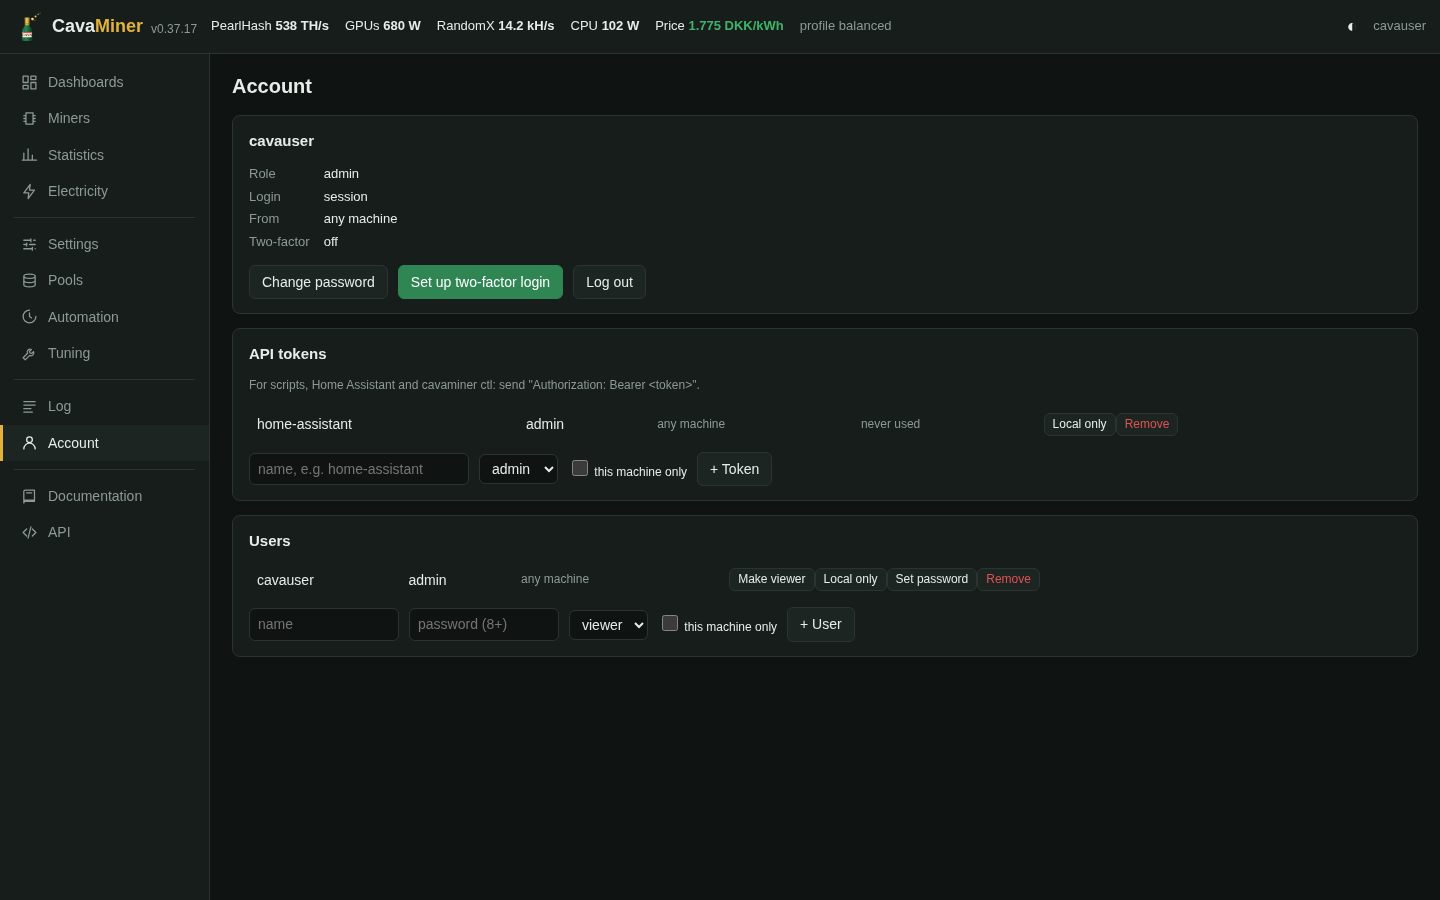 CavaMiner v0.37.17 PearlHash 538 TH/s GPUs 680 W RandomX 14.2 kH/s CPU 102 W Price 1.775 DKK/kWh profile balanced cavauser
Dashboards
Miners
Statistics
Electricity
Settings
Pools
Automation
Tuning
Log
Account
Documentation
API
Account
cavauser
Role admin
Login session
From any machine
Two-factor off
Change password Set up two-factor login Log out
API tokens
For scripts, Home Assistant and cavaminer ctl: send "Authorization: Bearer <token>".
home-assistant admin any machine never used Local only Remove
name, e.g. home-assistant admin this machine only + Token
Users
cavauser admin any machine Make viewer Local only Set password Remove
name password (8+) viewer this machine only + User